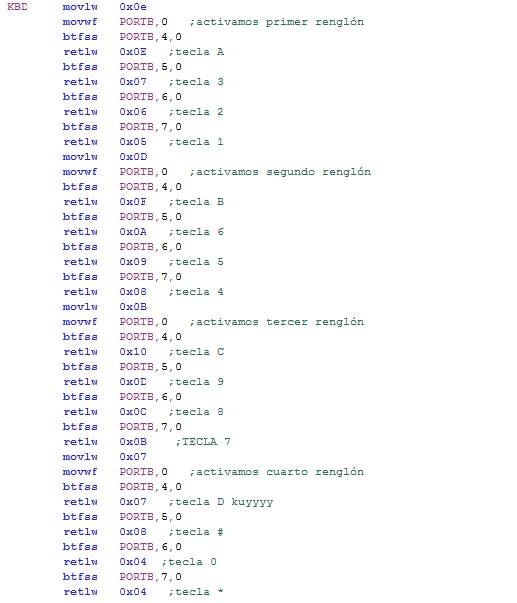 KBD movlw 0x0e
movwf PORTB,0 ;activamos primer renglón
btfss PORTB,4,0
retlw 0x0E ;tecla A
btfss PORTB,5,0
retlw 0x07 ;tecla 3
btfss PORTB,6,0
retlw 0x06 ;tecla 2
btfss PORTB,7,0
retlw 0x05 ;tecla 1
movlw 0x0D
movwf PORTB,0 ;activamos segundo renglón
btfss PORTB,4,0
retlw 0x0F ;tecla B
btfss PORTB,5,0
retlw 0x0A ;tecla 6
btfss PORTB,6,0
retlw 0x09 ;tecla 5
btfss PORTB,7,0
retlw 0x08 ;tecla 4
movlw 0x0B
movwf PORTB,0 ;activamos tercer renglón
btfss PORTB,4,0
retlw 0x10 ;tecla C
btfss PORTB,5,0
retlw 0x0D ;tecla 9
btfss PORTB,6,0
retlw 0x0C ;tecla 8
btfss PORTB,7,0
retlw 0x0B ;TECLA 7
movlw 0x07
movwf PORTB,0 ;activamos cuarto renglón
btfss PORTB,4,0
retlw 0x07 ;tecla D kuyyyy
btfss PORTB,5,0
retlw 0x08 ;tecla #
btfss PORTB,6,0
retlw 0x04 ;tecla 0
btfss PORTB,7,0
retlw 0x04 ;tecla *